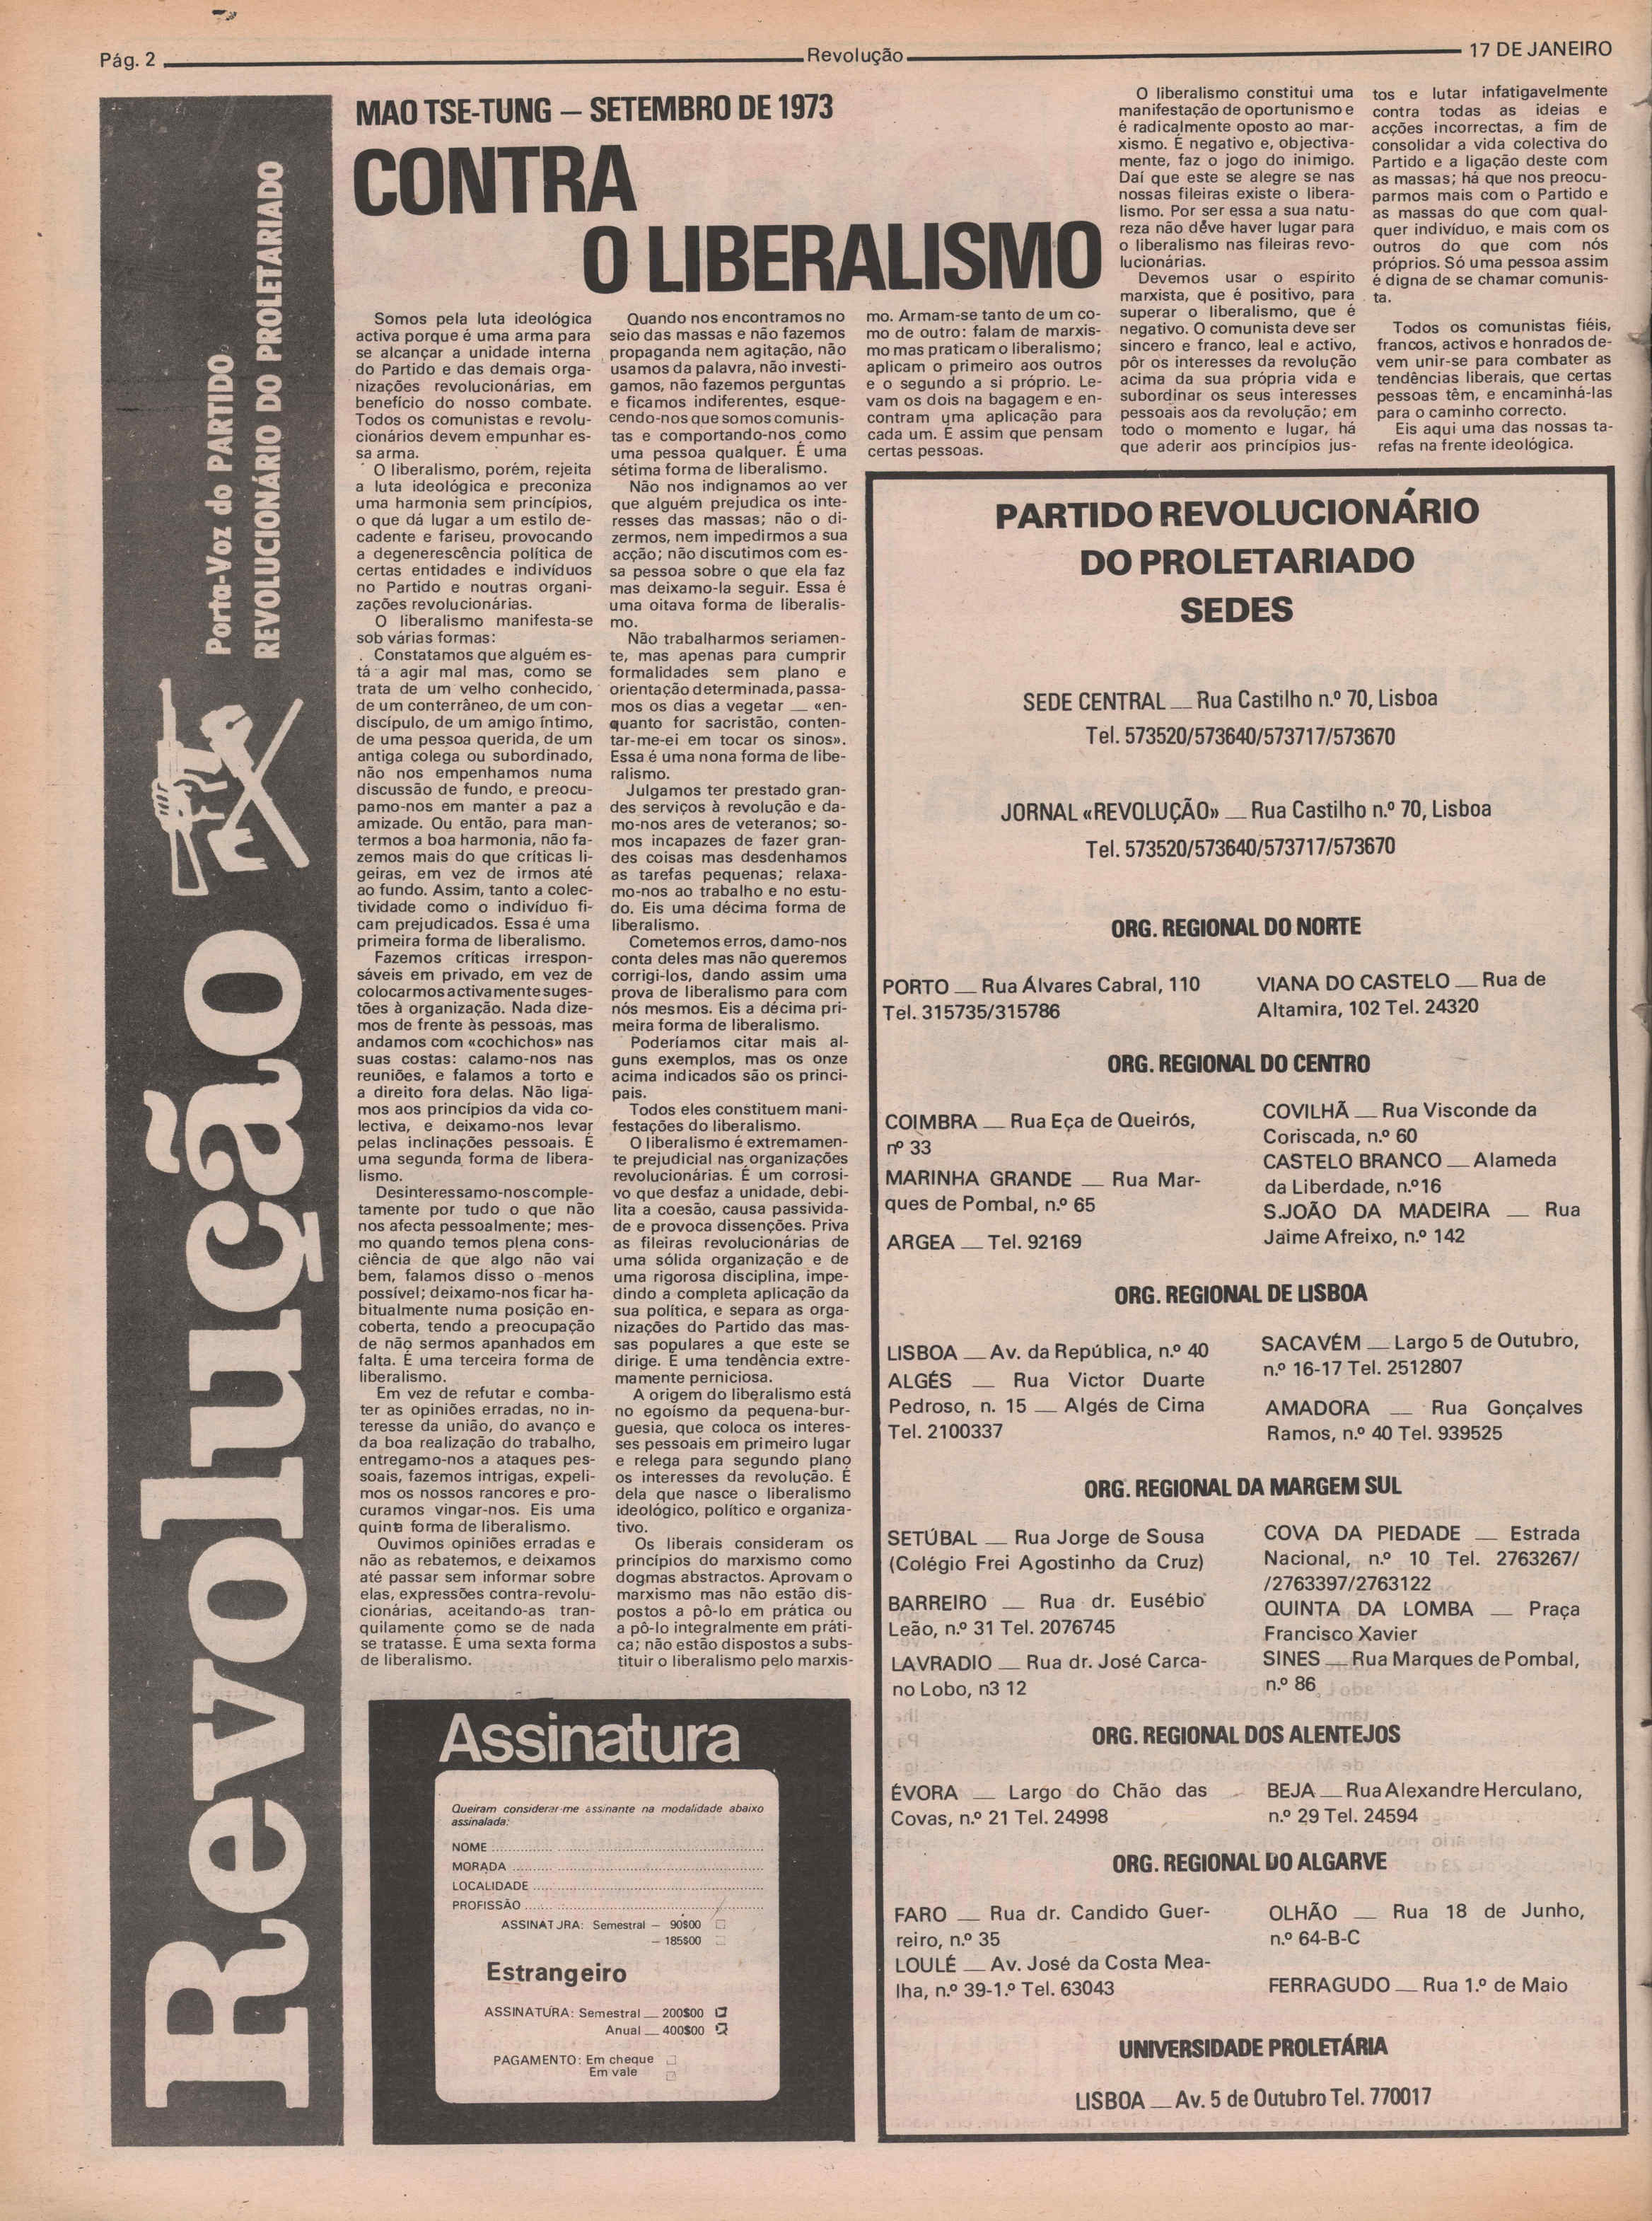 Pág. 2
Revolução
17 DE JANEIRO
Revolução
Porta-Voz do PARTIDO
REVOLUCIONÁRIO DO PROLETARIADO
MAO TSE-TUNG — SETEMBRO DE 1973
CONTRA
O LIBERALISMO
Somos pela luta ideológica
activa porque é uma arma para
se alcançar a unidade interna
do Partido e das demais orga-
nizações revolucionárias, em
benefício do nosso combate.
Todos os comunistas e revolu-
cionários devem empunhar es-
sa arma.
O liberalismo, porém, rejeita
a luta ideológica e preconiza
uma harmonia sem princípios,
o que dá lugar a um estilo de-
cadente e fariseu, provocando
a degenerescência política de
certas entidades e indivíduos
no Partido e noutras organi-
zações revolucionárias.
O liberalismo manifesta-se
sob várias formas:
. Constatamos que alguém es-
tá a agir mal mas, como se
trata de um velho conhecido,
de um conterrâneo, de um con-
discípulo, de um amigo íntimo,
de uma pessoa querida, de um
antiga colega ou subordinado,
não nos empenhamos numa
discussão de fundo, e preocu-
pamo-nos em manter a paz a
amizade. Ou então, para man-
termos a boa harmonia, não fa-
zemos mais do que críticas li-
geiras, em vez de irmos até
ao fundo. Assim, tanto a colec-
tividade como o indivíduo fi-
cam prejudicados. Essa é uma
primeira forma de liberalismo.
Fazemos críticas irrespon-
sáveis em privado, em vez de
colocarmos activamente suges-
tões à organização. Nada dize-
mos de frente às pessoas, mas
andamos com «cochichos» nas
suas costas: calamo-nos nas
reuniões, e falamos a torto e
a direito fora delas. Não liga-
mos aos princípios da vida co-
lectiva, e deixamo-nos levar
pelas inclinações pessoais. É
uma segunda forma de libera-
lismo.
Desinteressamo-nos comple-
tamente por tudo o que não
nos afecta pessoalmente; mes-
mo quando temos plena cons-
ciência de que algo não vai
bem, falamos disso o menos
possível; deixamo-nos ficar ha-
bitualmente numa posição en-
coberta, tendo a preocupação
de não sermos apanhados em
falta. É uma terceira forma de
liberalismo.
Em vez de refutar e comba-
ter as opiniões erradas, no in-
teresse da união, do avanço e
da boa realização do trabalho,
entregamo-nos a ataques pes-
soais, fazemos intrigas, expeli-
mos os nossos rancores e pro-
curamos vingar-nos. Eis uma
quinta forma de liberalismo.
Ouvimos opiniões erradas e
não as rebatemos, e deixamos
até passar sem informar sobre
elas, expressões contra-revolu-
cionárias, aceitando-as tran-
quilamente como se de nada
se tratasse. É uma sexta forma
de liberalismo.
Quando nos encontramos no
seio das massas e não fazemos
propaganda nem agitação, não
usamos da palavra, não investi-
gamos, não fazemos perguntas
e ficamos indiferentes, esque-
cendo-nos que somos comunis-
tas e comportando-nos como
uma pessoa qualquer. É uma
sétima forma de liberalismo.
Não nos indignamos ao ver
que alguém prejudica os inte-
resses das massas; não o di-
zermos, nem impedirmos a sua
acção; não discutimos com es-
sa pessoa sobre o que ela faz
mas deixamo-la seguir. Essa é
uma oitava forma de liberalis-
mo.
Não trabalharmos seriamen-
te, mas apenas para cumprir
formalidades sem plano e
orientação determinada, passa-
mos os dias a vegetar — «en-
quanto for sacristão, conten-
tar-me-ei em tocar os sinos».
Essa é uma nona forma de libe-
ralismo.
Julgamos ter prestado gran-
des serviços à revolução e da-
mo-nos ares de veteranos; so-
mos incapazes de fazer gran-
des coisas mas desdenhamos
as tarefas pequenas; relaxa-
mo-nos ao trabalho e no estu-
do. Eis uma décima forma de
liberalismo.
Cometemos erros, damo-nos
conta deles mas não queremos
corrigi-los, dando assim uma
prova de liberalismo para com
nós mesmos. Eis a décima pri-
meira forma de liberalismo.
Poderíamos citar mais al-
guns exemplos, mas os onze
acima indicados são os princi-
pais.
Todos eles constituem mani-
festações do liberalismo.
O liberalismo é extremamen-
te prejudicial nas organizações
revolucionárias. É um corrosi-
vo que desfaz a unidade, debi-
lita a coesão, causa passivida-
de e provoca dissenções. Priva
as fileiras revolucionárias de
uma sólida organização e de
uma rigorosa disciplina, impe-
dindo a completa aplicação da
sua política, e separa as orga-
nizações do Partido das mas-
sas populares a que este se
dirige. É uma tendência extre-
mamente perniciosa.
A origem do liberalismo está
no egoísmo da pequena-bur-
guesia, que coloca os interes-
ses pessoais em primeiro lugar
e relega para segundo plano
os interesses da revolução. É
dela que nasce o liberalismo
ideológico, político e organiza-
tivo.
Os liberais consideram os
princípios do marxismo como
dogmas abstractos. Aprovam o
marxismo mas não estão dis-
postos a pô-lo em prática ou
a pô-lo integralmente em práti-
ca; não estão dispostos a subs-
tituir o liberalismo pelo marxis-
mo. Armam-se tanto de um co-
mo de outro: falam de marxis-
mo mas praticam o liberalismo;
aplicam o primeiro aos outros
e o segundo a si próprio. Le-
vam os dois na bagagem e en-
contram uma aplicação para
cada um. É assim que pensam
certas pessoas.
O liberalismo constitui uma
manifestação de oportunismo e
é radicalmente oposto ao mar-
xismo. É negativo e, objectiva-
mente, faz o jogo do inimigo.
Daí que este se alegre se nas
nossas fileiras existe o libera-
lismo. Por ser essa a sua natu-
reza não deve haver lugar para
o liberalismo nas fileiras revo-
lucionárias.
Devemos usar o espírito
marxista, que é positivo, para
superar o liberalismo, que é
negativo. O comunista deve ser
sincero e franco, leal e activo,
pôr os interesses da revolução
acima da sua própria vida e
subordinar os seus interesses
pessoais aos da revolução; em
todo o momento e lugar, há
que aderir aos princípios jus-
tos e lutar infatigavelmente
contra todas as ideias e
acções incorrectas, a fim de
consolidar a vida colectiva do
Partido e a ligação deste com
as massas; há que nos preocu-
parmos mais com o Partido e
as massas do que com qual-
quer indivíduo, e mais com os
outros do que com nós
próprios. Só uma pessoa assim
é digna de se chamar comunis-
ta.
Todos os comunistas fiéis,
francos, activos e honrados de-
vem unir-se para combater as
tendências liberais, que certas
pessoas têm, e encaminhá-las
para o caminho correcto.
Eis aqui uma das nossas ta-
refas na frente ideológica.
PARTIDO REVOLUCIONÁRIO
DO PROLETARIADO
SEDES
SEDE CENTRAL — Rua Castilho n.º 70, Lisboa
Tel. 573520/573640/573717/573670
JORNAL «REVOLUÇÃO» — Rua Castilho n.º 70, Lisboa
Tel. 573520/573640/573717/573670
ORG. REGIONAL DO NORTE
PORTO — Rua Álvares Cabral, 110
Tel. 315735/315786
VIANA DO CASTELO — Rua de
Altamira, 102 Tel. 24320
ORG. REGIONAL DO CENTRO
COIMBRA — Rua Eça de Queirós,
nº 33
MARINHA GRANDE — Rua Mar-
ques de Pombal, n.º 65
ARGEA — Tel. 92169
COVILHÃ — Rua Visconde da
Coriscada, n.º 60
CASTELO BRANCO — Alameda
da Liberdade, n.º16
S.JOÃO DA MADEIRA — Rua
Jaime Afreixo, n.º 142
ORG. REGIONAL DE LISBOA
LISBOA — Av. da República, n.º 40
ALGÉS — Rua Victor Duarte
Pedroso, n. 15 — Algés de Cima
Tel. 2100337
SACAVÉM — Largo 5 de Outubro,
n.º 16-17 Tel. 2512807
AMADORA — Rua Gonçalves
Ramos, n.º 40 Tel. 939525
ORG. REGIONAL DA MARGEM SUL
SETÚBAL — Rua Jorge de Sousa
(Colégio Frei Agostinho da Cruz)
BARREIRO — Rua dr. Eusébio
Leão, n.º 31 Tel. 2076745
LAVRADIO — Rua dr. José Carca-
no Lobo, n3 12
COVA DA PIEDADE — Estrada
Nacional, n.º 10 Tel. 2763267/
/2763397/2763122
QUINTA DA LOMBA — Praça
Francisco Xavier
SINES — Rua Marques de Pombal,
n.º 86
ORG. REGIONAL DOS ALENTEJOS
ÉVORA — Largo do Chão das
Covas, n.º 21 Tel. 24998
BEJA — Rua Alexandre Herculano,
n.º 29 Tel. 24594
ORG. REGIONAL DO ALGARVE
FARO — Rua dr. Candido Guer-
reiro, n.º 35
LOULÉ — Av. José da Costa Mea-
lha, n.º 39-1.º Tel. 63043
OLHÃO — Rua 18 de Junho,
n.º 64-B-C
FERRAGUDO — Rua 1.º de Maio
UNIVERSIDADE PROLETÁRIA
LISBOA — Av. 5 de Outubro Tel. 770017
Assinatura
Queiram considerar-me assinante na modalidade abaixo
assinalada:
NOME
MORADA
LOCALIDADE
PROFISSÃO
ASSINATURA: Semestral — 90$00
— 185$00
Estrangeiro
ASSINATURA: Semestral — 200$00
Anual — 400$00
PAGAMENTO: Em cheque
Em vale